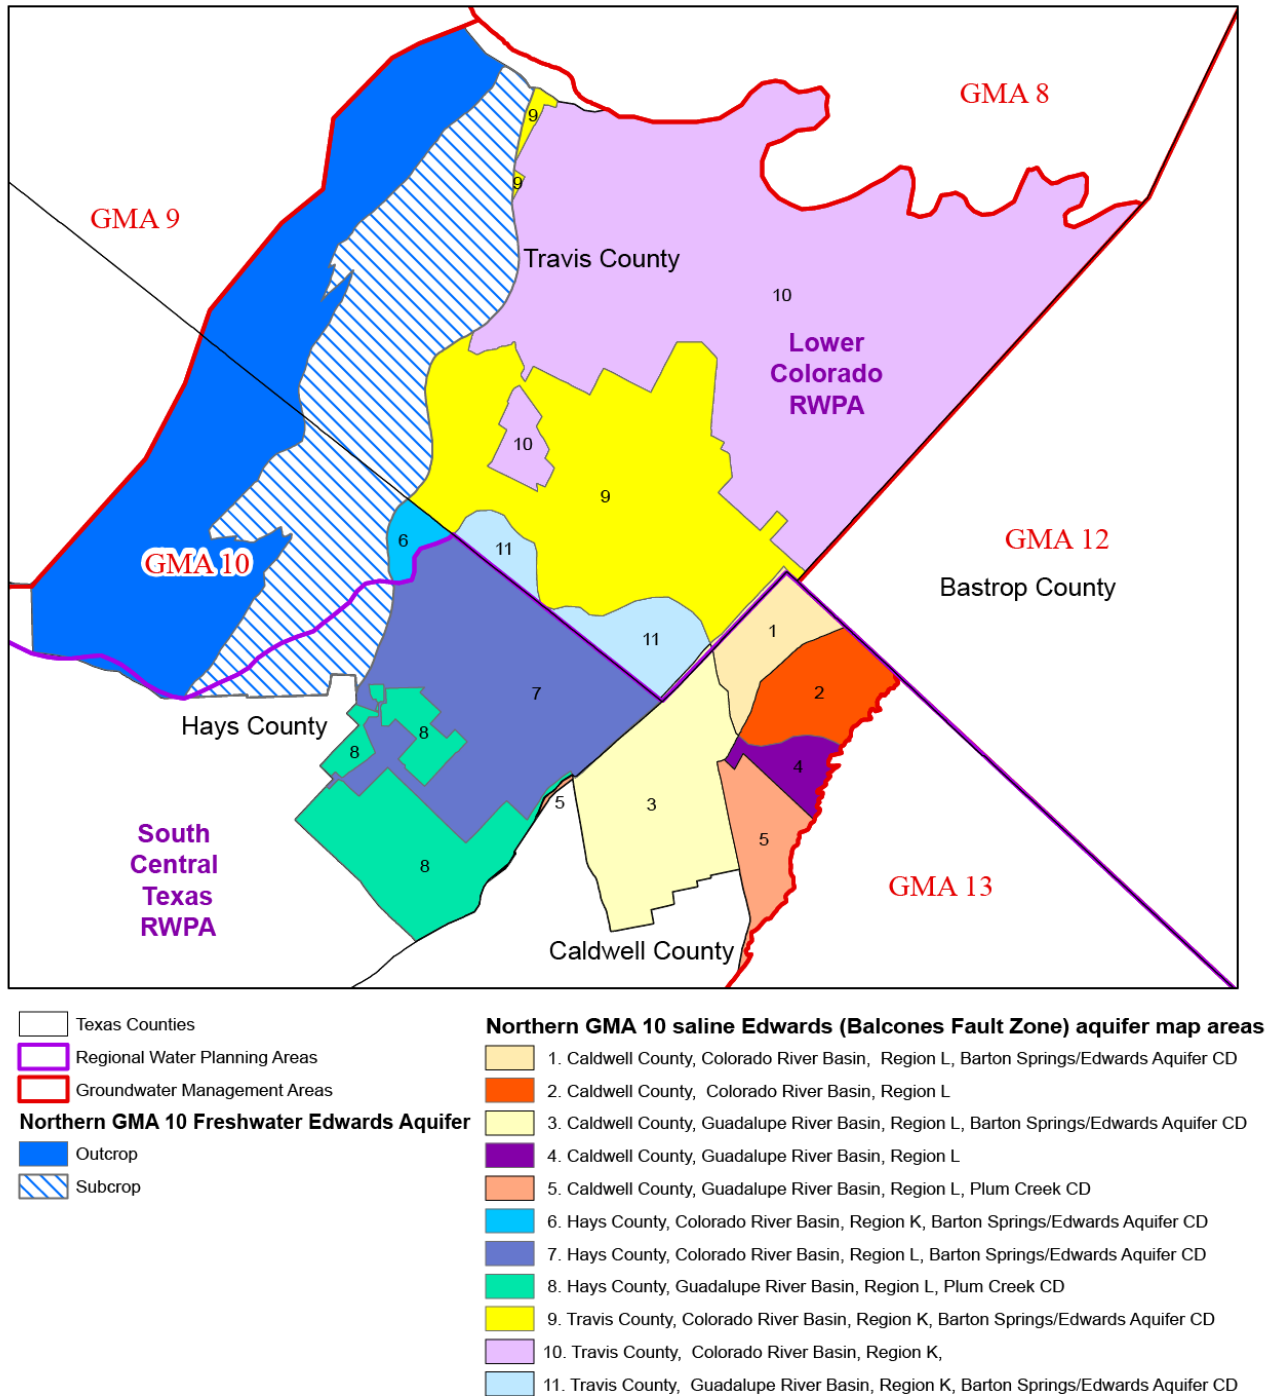 GMA 8
9
9
GMA 9
Travis County
10
Lower
Colorado
RWPA
10
9
GMA 12
6
11
GMA 10
Bastrop County
1
11
7
2
Hays County
8
8
4
5
3
South
Central
Texas
RWPA
5
8
GMA 13
Caldwell County
Texas Counties
Regional Water Planning Areas
Groundwater Management Areas
Northern GMA 10 Freshwater Edwards Aquifer
Outcrop
Subcrop
Northern GMA 10 saline Edwards (Balcones Fault Zone) aquifer map areas
1. Caldwell County, Colorado River Basin, Region L, Barton Springs/Edwards Aquifer CD
2. Caldwell County, Colorado River Basin, Region L
3. Caldwell County, Guadalupe River Basin, Region L, Barton Springs/Edwards Aquifer CD
4. Caldwell County, Guadalupe River Basin, Region L
5. Caldwell County, Guadalupe River Basin, Region L, Plum Creek CD
6. Hays County, Colorado River Basin, Region K, Barton Springs/Edwards Aquifer CD
7. Hays County, Colorado River Basin, Region L, Barton Springs/Edwards Aquifer CD
8. Hays County, Guadalupe River Basin, Region L, Plum Creek CD
9. Travis County, Colorado River Basin, Region K, Barton Springs/Edwards Aquifer CD
10. Travis County, Colorado River Basin, Region K,
11. Travis County, Guadalupe River Basin, Region K, Barton Springs/Edwards Aquifer CD